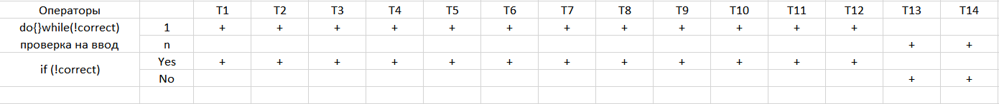 Операторы T1 T2 T3 T4 T5 T6 T7 T8 T9 T10 T11 T12 T13 T14
do{}while(!correct) 1 + + + + + + + + + + + +
проверка на ввод n + +
if (!correct) Yes + + + + + + + + + + + +
No + +